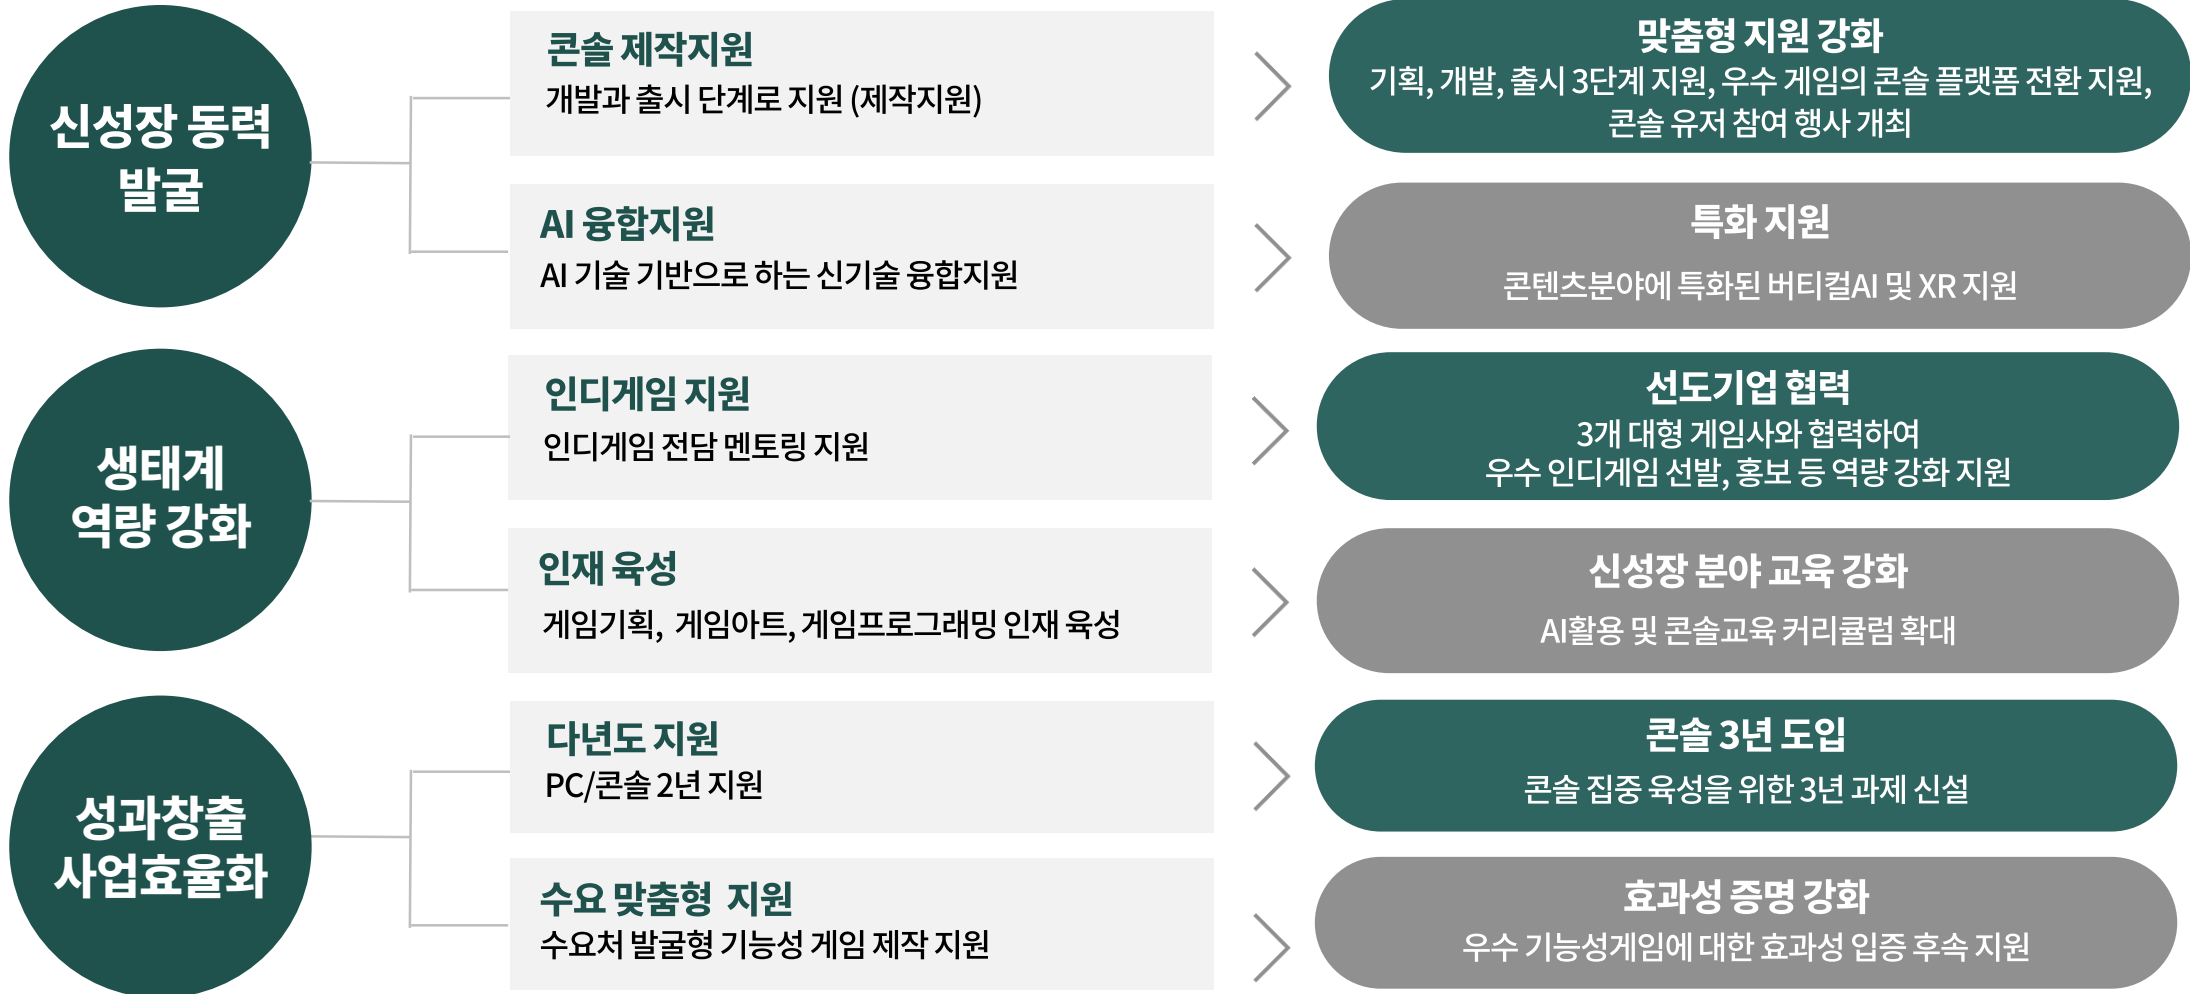 신성장 동력
발굴
콘솔 제작지원
개발과 출시 단계로 지원 (제작지원)
맞춤형 지원 강화
기획, 개발, 출시 3단계 지원, 우수 게임의 콘솔 플랫폼 전환 지원,
콘솔 유저 참여 행사 개최
AI 융합지원
AI 기술 기반으로 하는 신기술 융합지원
특화 지원
콘텐츠분야에 특화된 버티컬AI 및 XR 지원
생태계
역량 강화
인디게임 지원
인디게임 전담 멘토링 지원
선도기업 협력
3개 대형 게임사와 협력하여
우수 인디게임 선발, 홍보 등 역량 강화 지원
인재 육성
게임기획, 게임아트, 게임프로그래밍 인재 육성
신성장 분야 교육 강화
AI활용 및 콘솔교육 커리큘럼 확대
성과창출
사업효율화
다년도 지원
PC/콘솔 2년 지원
콘솔 3년 도입
콘솔 집중 육성을 위한 3년 과제 신설
수요 맞춤형 지원
수요처 발굴형 기능성 게임 제작 지원
효과성 증명 강화
우수 기능성게임에 대한 효과성 입증 후속 지원